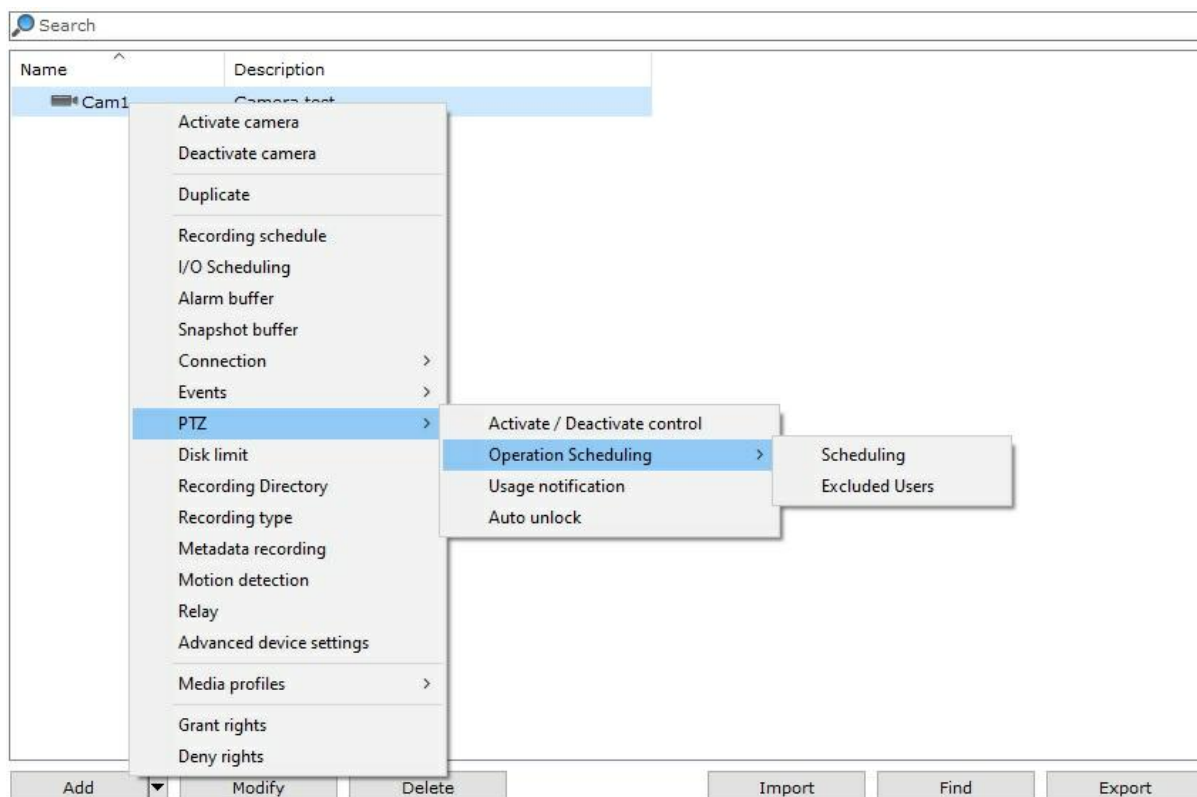 Search
Name Description
Cam1 Camera test
Activate camera
Deactivate camera
Duplicate
Recording schedule
I/O Scheduling
Alarm buffer
Snapshot buffer
Connection
Events
PTZ Activate / Deactivate control
Disk limit Operation Scheduling Scheduling
Recording Directory Usage notification Excluded Users
Recording type Auto unlock
Metadata recording
Motion detection
Relay
Advanced device settings
Media profiles
Grant rights
Deny rights
Add Modify Delete Import Find Export